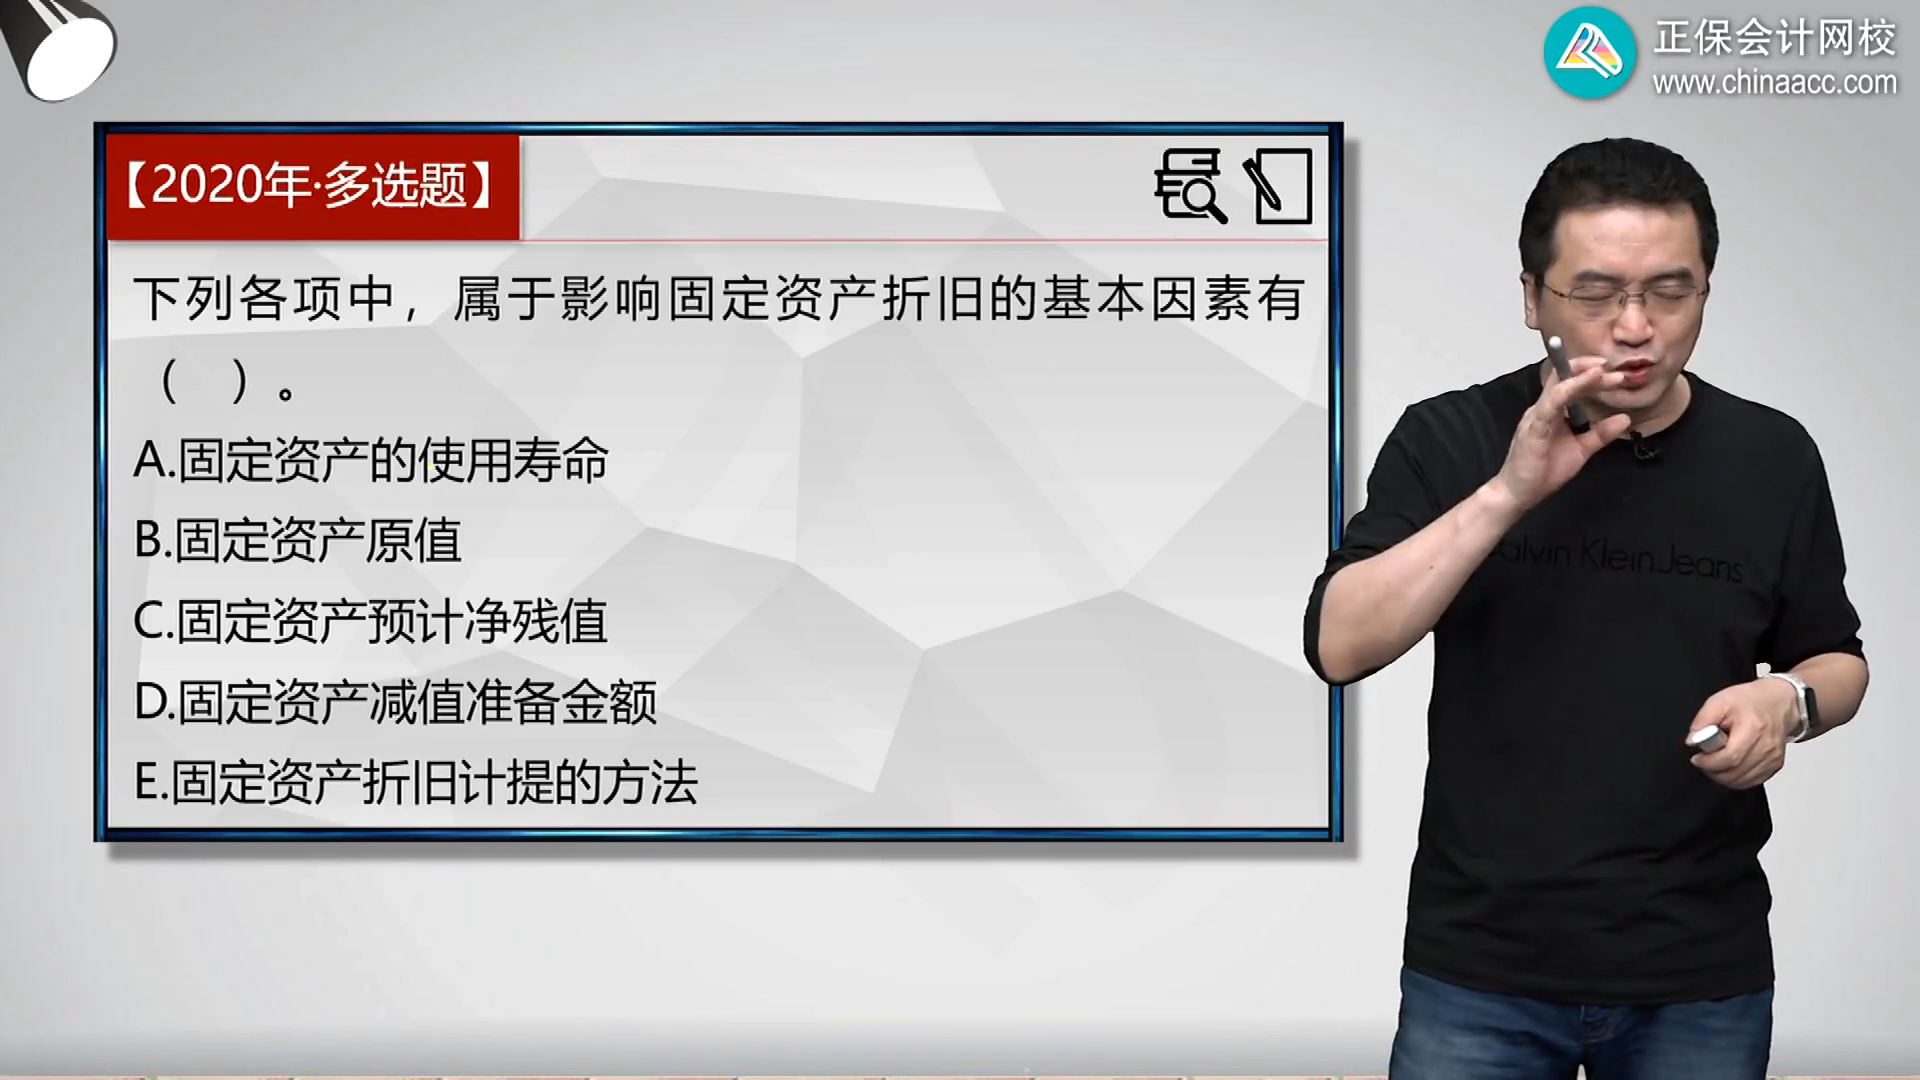 正保会计网校
www.chinaacc.com
【2020年·多选题】
下列各项中，属于影响固定资产折旧的基本因素有
（ ）。
A.固定资产的使用寿命
B.固定资产原值
C.固定资产预计净残值
D.固定资产减值准备金额
E.固定资产折旧计提的方法
Calvin Klein Jeans